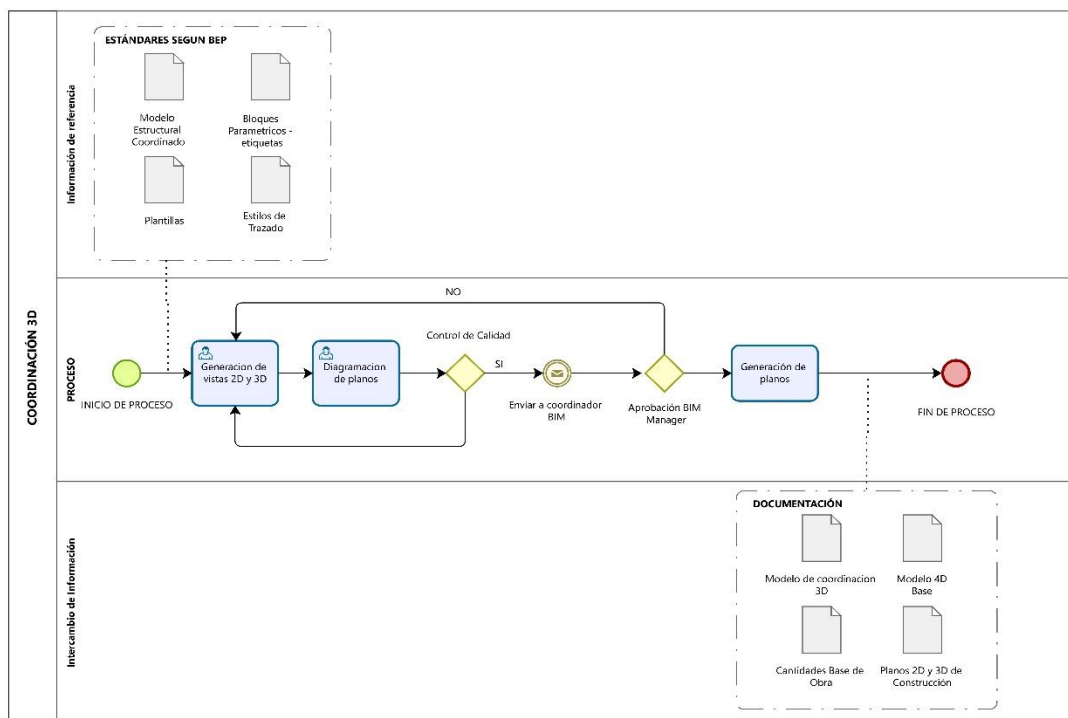 COORDINACIÓN 3D
Información de referencia
ESTÁNDARES SEGUN BEP
Modelo
Estructural
Coordinado
Bloques
Parametricos -
etiquetas
Plantillas
Estilos de
Trazado
PROCESO
INICIO DE PROCESO
Generacion de
vistas 2D y 3D
Diagramacion
de planos
Control de Calidad
SI
NO
Enviar a coordinador
BIM
Aprobación BIM
Manager
Generación de
planos
FIN DE PROCESO
Intercambio de Información
DOCUMENTACIÓN
Modelo de coordinacion
3D
Modelo 4D
Base
Cantidades Base de
Obra
Planos 2D y 3D de
Construcción